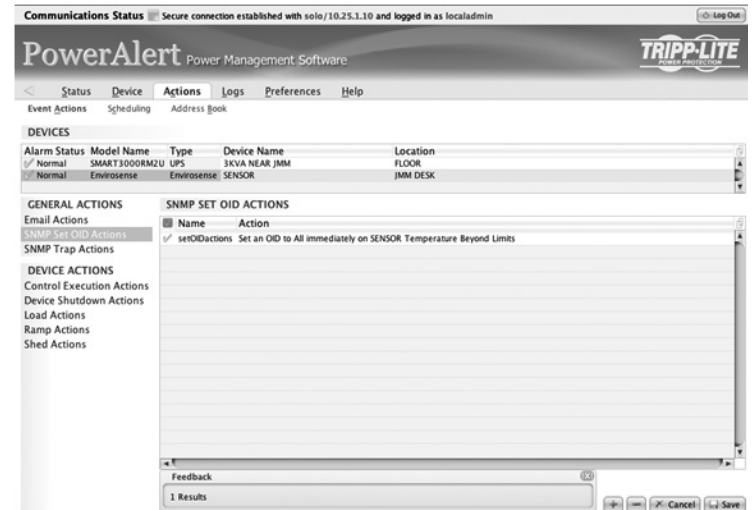 Communications Status Secure connection established with solo/10.25.1.10 and logged in as localadmin Log Out
PowerAlert Power Management Software
TRIPP-LITE
POWER PROTECTION
Status Device Actions Logs Preferences Help
Event Actions Scheduling Address Book
DEVICES
Alarm Status Model Name Type Device Name Location
Normal SMART3000RM2U UPS 3KVA NEAR JMM FLOOR
Normal Envirosense Envirosense SENSOR JMM DESK
GENERAL ACTIONS SNMP SET OID ACTIONS
Email Actions Name Action
SNMP Set OID Actions setOIDactions Set an OID to All immediately on SENSOR Temperature Beyond Limits
SNMP Trap Actions
DEVICE ACTIONS
Control Execution Actions
Device Shutdown Actions
Load Actions
Ramp Actions
Shed Actions
Feedback
1 Results
+ − Cancel Save